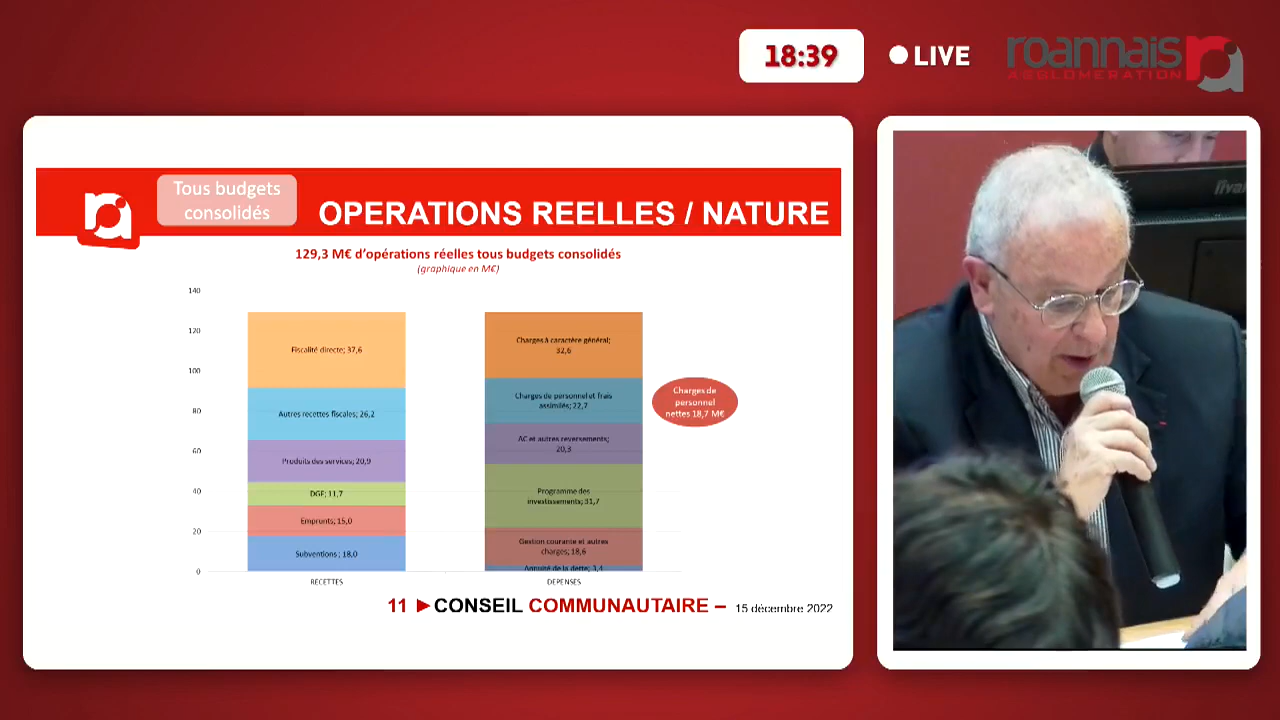 18:39
LIVE
roannais
AGGLOMERATION
Tous budgets
consolidés
OPERATIONS REELLES / NATURE
129,3 M€ d'opérations réelles tous budgets consolidés
(graphique en M€)
140
120
100
80
60
40
20
0
Fiscalité directe; 37,6
Autres recettes fiscales; 26,2
Produits des services; 20,9
DGF; 11,7
Emprunts; 15,0
Subventions ; 18,0
RECETTES
Charges à caractère général;
32,6
Charges de personnel et frais
assimilés; 22,7
AC et autres reversements;
20,3
Programme des
investissements; 31,7
Gestion courante et autres
charges; 18,6
Annuité de la dette; 3,4
DEPENSES
Charges de
personnel
nettes 18,7 M€
11 ►CONSEIL COMMUNAUTAIRE – 15 décembre 2022